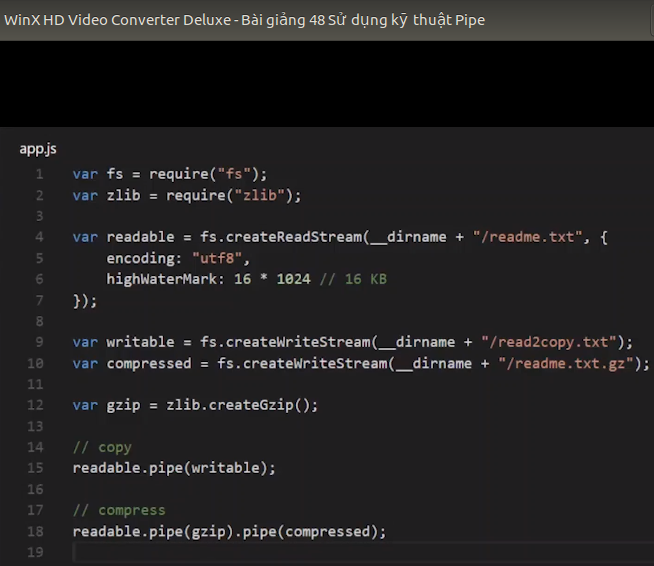 WinX HD Video Converter Deluxe - Bài giảng 48 Sử dụng kỹ thuật Pipe
app.js
1 var fs = require("fs");
2 var zlib = require("zlib");
3
4 var readable = fs.createReadStream(__dirname + "/readme.txt", {
5 encoding: "utf8",
6 highWaterMark: 16 * 1024 // 16 KB
7 });
8
9 var writable = fs.createWriteStream(__dirname + "/read2copy.txt");
10 var compressed = fs.createWriteStream(__dirname + "/readme.txt.gz");
11
12 var gzip = zlib.createGzip();
13
14 // copy
15 readable.pipe(writable);
16
17 // compress
18 readable.pipe(gzip).pipe(compressed);
19